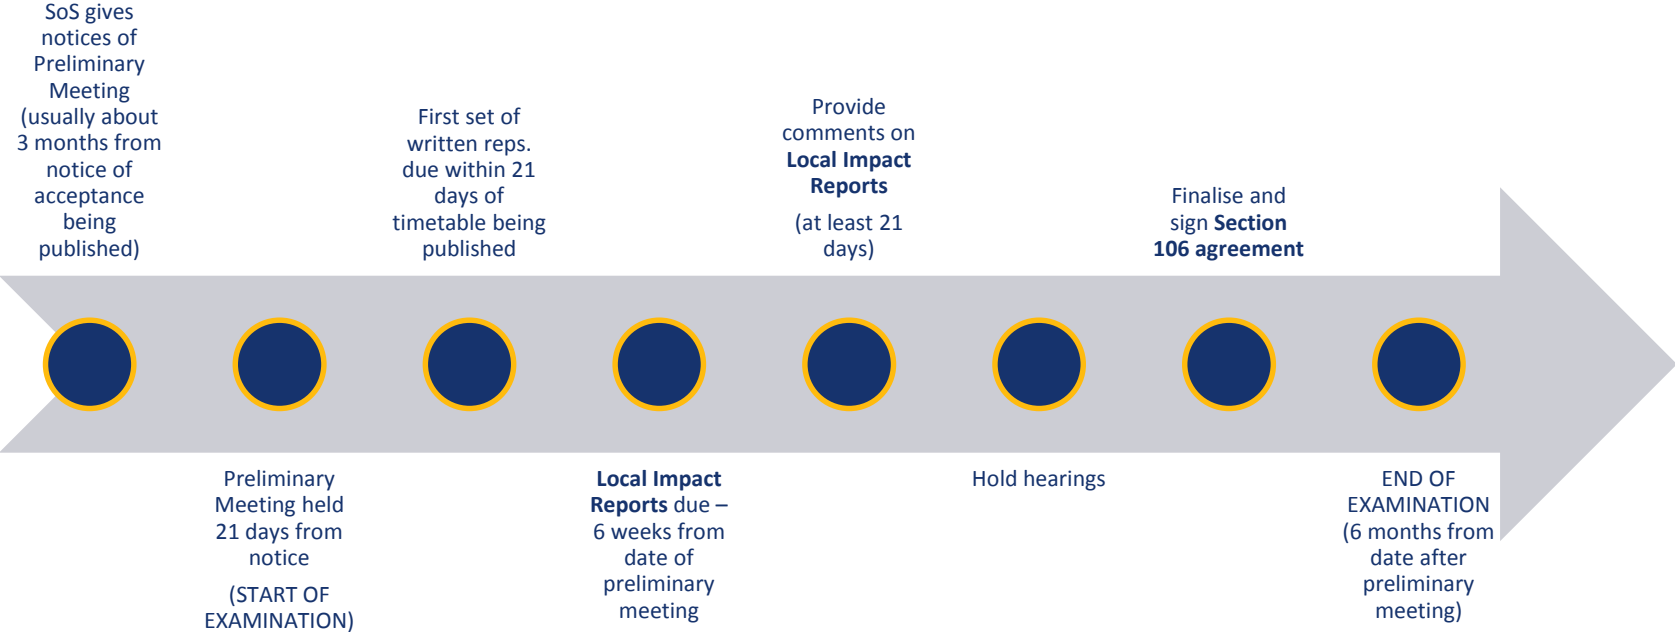 SoS gives
notices of
Preliminary
Meeting
(usually about
3 months from
notice of
acceptance
being
published)
Preliminary
Meeting held
21 days from
notice
(START OF
EXAMINATION)
First set of
written reps.
due within 21
days of
timetable being
published
Local Impact
Reports due –
6 weeks from
date of
preliminary
meeting
Provide
comments on
Local Impact
Reports
(at least 21
days)
Hold hearings
Finalise and
sign Section
106 agreement
END OF
EXAMINATION
(6 months from
date after
preliminary
meeting)